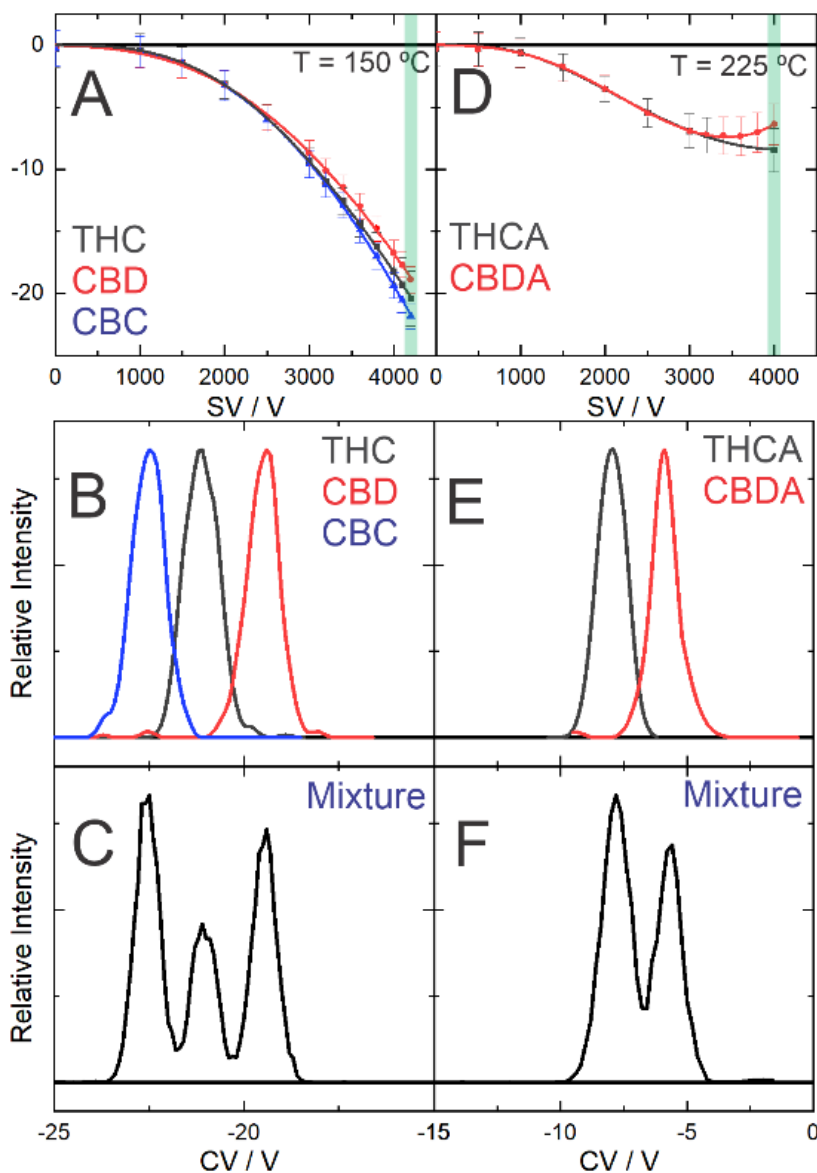 0
-10
-20
A
T = 150 ºC
THC
CBD
CBC
0
1000
2000
3000
4000
SV / V
D
T = 225 ºC
THCA
CBDA
0
1000
2000
3000
4000
SV / V
Relative Intensity
B
THC
CBD
CBC
E
THCA
CBDA
Relative Intensity
C
Mixture
F
Mixture
-25
-20
-15
-10
-5
0
CV / V
CV / V